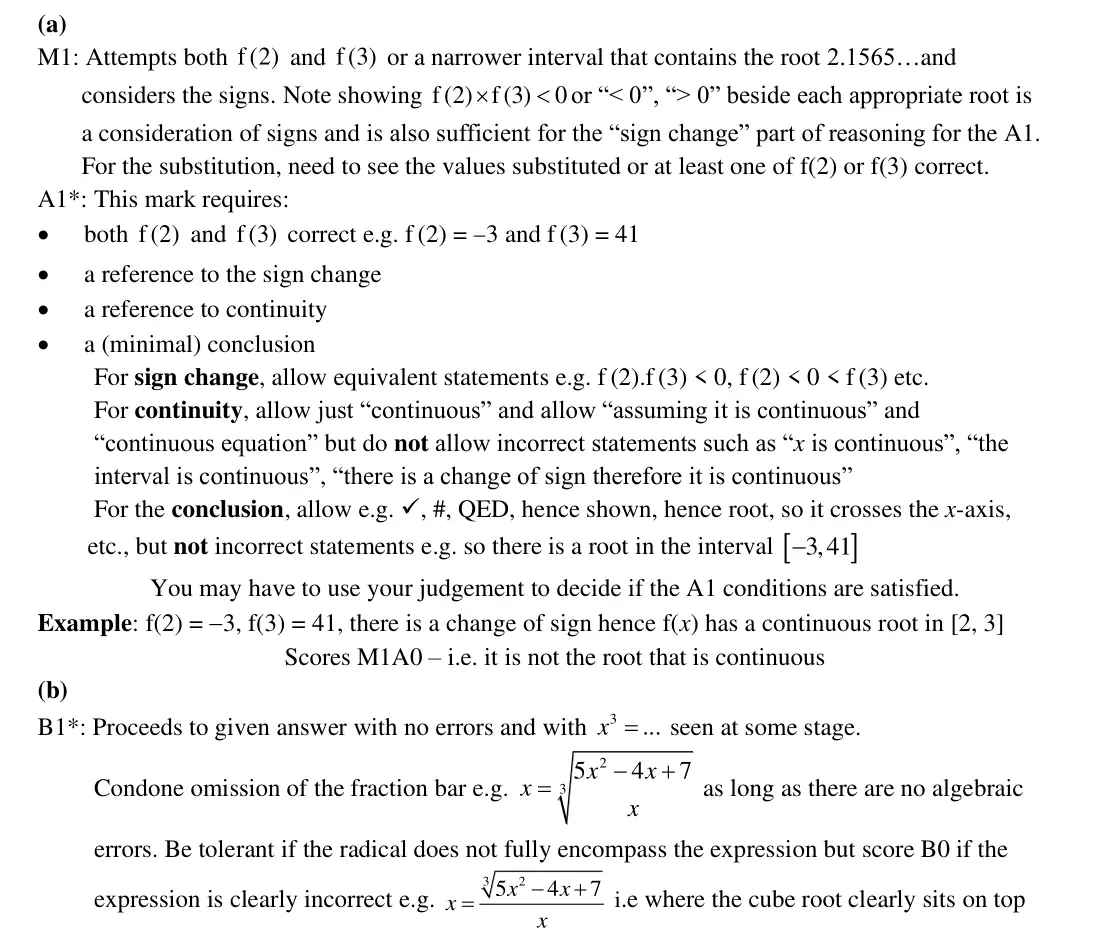 (a)
M1: Attempts both f(2) and f(3) or a narrower interval that contains the root 2.1565…and
considers the signs. Note showing f(2)×f(3)<0 or “< 0”, “> 0” beside each appropriate root is
a consideration of signs and is also sufficient for the “sign change” part of reasoning for the A1.
For the substitution, need to see the values substituted or at least one of f(2) or f(3) correct.
A1*: This mark requires:
• both f(2) and f(3) correct e.g. f(2) = –3 and f(3) = 41
• a reference to the sign change
• a reference to continuity
• a (minimal) conclusion
For sign change, allow equivalent statements e.g. f(2).f(3) < 0, f(2) < 0 < f(3) etc.
For continuity, allow just “continuous” and allow “assuming it is continuous” and
“continuous equation” but do not allow incorrect statements such as “x is continuous”, “the
interval is continuous”, “there is a change of sign therefore it is continuous”
For the conclusion, allow e.g. ✓, #, QED, hence shown, hence root, so it crosses the x-axis,
etc., but not incorrect statements e.g. so there is a root in the interval [−3,41]
You may have to use your judgement to decide if the A1 conditions are satisfied.
Example: f(2) = –3, f(3) = 41, there is a change of sign hence f(x) has a continuous root in [2, 3]
Scores M1A0 – i.e. it is not the root that is continuous
(b)
B1*: Proceeds to given answer with no errors and with x³ = ... seen at some stage.
Condone omission of the fraction bar e.g. x = ∛(5x² − 4x + 7 x) as long as there are no algebraic
errors. Be tolerant if the radical does not fully encompass the expression but score B0 if the
expression is clearly incorrect e.g. x = ∛(5x² − 4x + 7) / x i.e where the cube root clearly sits on top